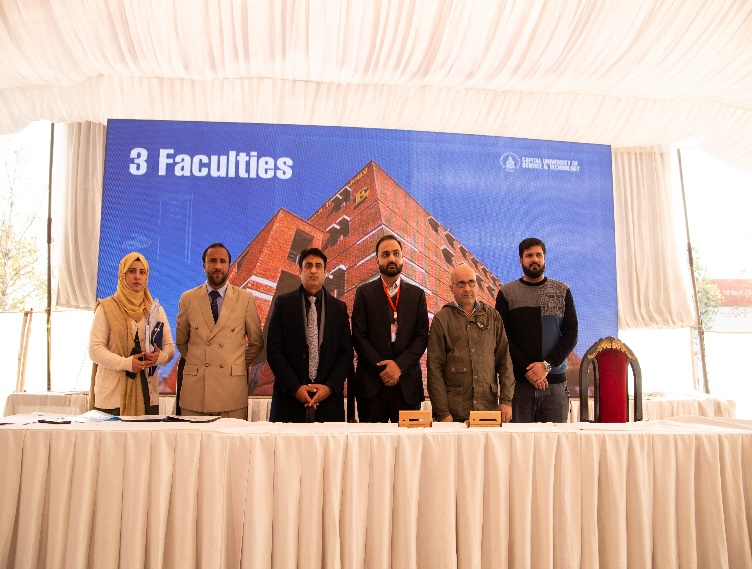 3 Faculties
CAPITAL UNIVERSITY OF
SCIENCE & TECHNOLOGY